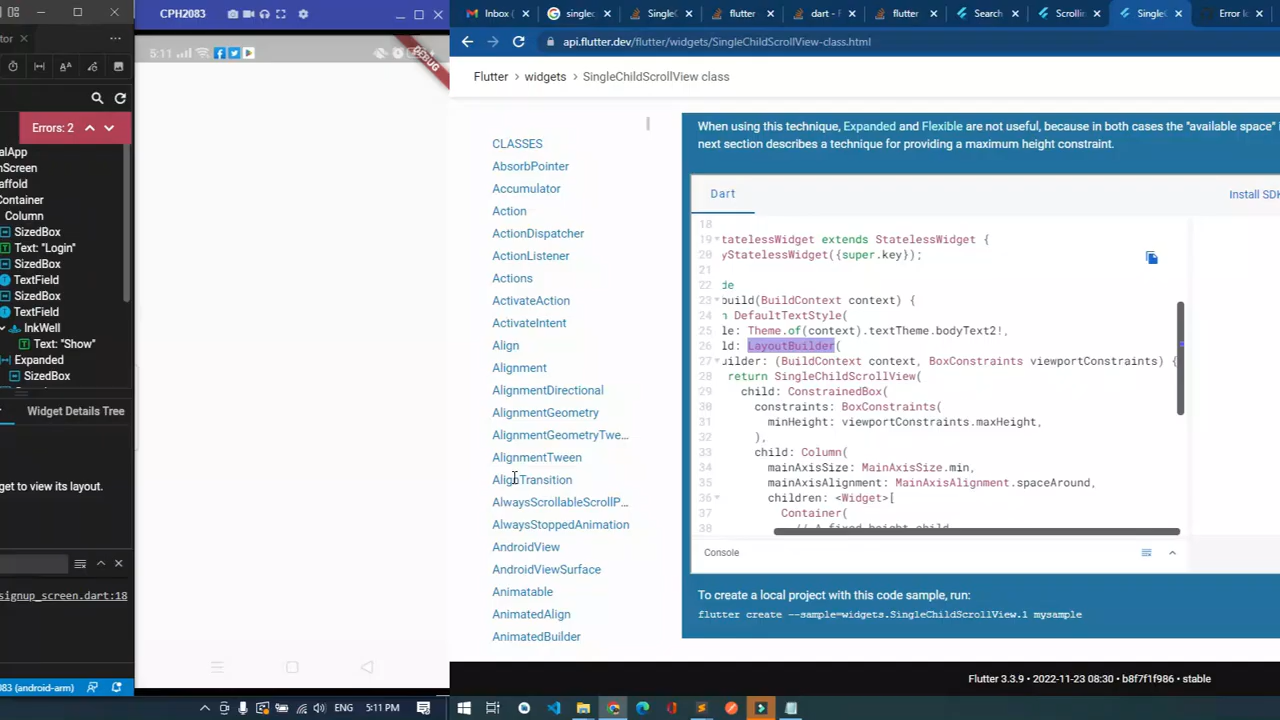 CPH2083
Inbox (
singlec
SingleC
flutter
dart - F
flutter
Search
Scrollin
SingleC
Error lo
api.flutter.dev/flutter/widgets/SingleChildScrollView-class.html
5:11
DEBUG
Flutter > widgets > SingleChildScrollView class
Errors: 2
alApp
nScreen
affold
Container
Column
SizedBox
Text: "Login"
SizedBox
TextField
SizedBox
TextField
InkWell
Text: "Show"
Expanded
SizedBox
Widget Details Tree
get to view its layout.
signup_screen.dart:18
083 (android-arm)
CLASSES
AbsorbPointer
Accumulator
Action
ActionDispatcher
ActionListener
Actions
ActivateAction
ActivateIntent
Align
Alignment
AlignmentDirectional
AlignmentGeometry
AlignmentGeometryTwe...
AlignmentTween
AlignTransition
AlwaysScrollableScrollP...
AlwaysStoppedAnimation
AndroidView
AndroidViewSurface
Animatable
AnimatedAlign
AnimatedBuilder
When using this technique, Expanded and Flexible are not useful, because in both cases the "available space"
next section describes a technique for providing a maximum height constraint.
Dart
Install SDK
18
19 tatelessWidget extends StatelessWidget {
20 yStatelessWidget({super.key});
21
22 de
23 build(BuildContext context) {
24 n DefaultTextStyle(
25 le: Theme.of(context).textTheme.bodyText2!,
26 ld: LayoutBuilder(
27 uilder: (BuildContext context, BoxConstraints viewportConstraints) {
28 return SingleChildScrollView(
29 child: ConstrainedBox(
30 constraints: BoxConstraints(
31 minHeight: viewportConstraints.maxHeight,
32 ),
33 child: Column(
34 mainAxisSize: MainAxisSize.min,
35 mainAxisAlignment: MainAxisAlignment.spaceAround,
36 children: <Widget>[
37 Container(
38 // A fixed-height child
Console
To create a local project with this code sample, run:
flutter create --sample=widgets.SingleChildScrollView.1 mysample
Flutter 3.3.9 • 2022-11-23 08:30 • b8f7f1f986 • stable
ENG 5:11 PM